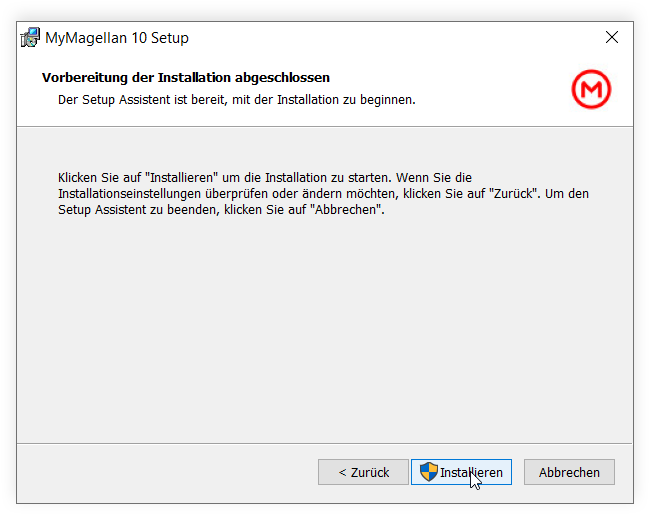 MyMagellan 10 Setup
Vorbereitung der Installation abgeschlossen
Der Setup Assistent ist bereit, mit der Installation zu beginnen.
M
Klicken Sie auf "Installieren" um die Installation zu starten. Wenn Sie die
Installationseinstellungen überprüfen oder ändern möchten, klicken Sie auf "Zurück". Um den
Setup Assistent zu beenden, klicken Sie auf "Abbrechen".
< Zurück
Installieren
Abbrechen